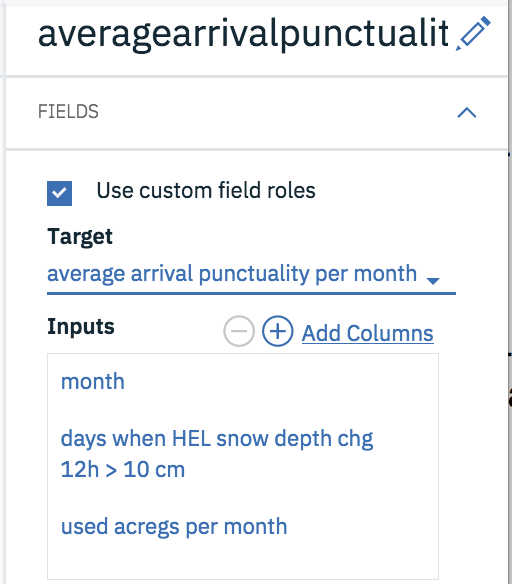 averagearrivalpunctualit
FIELDS
Use custom field roles
Target
average arrival punctuality per month
Inputs
Add Columns
month
days when HEL snow depth chg
12h > 10 cm
used acregs per month